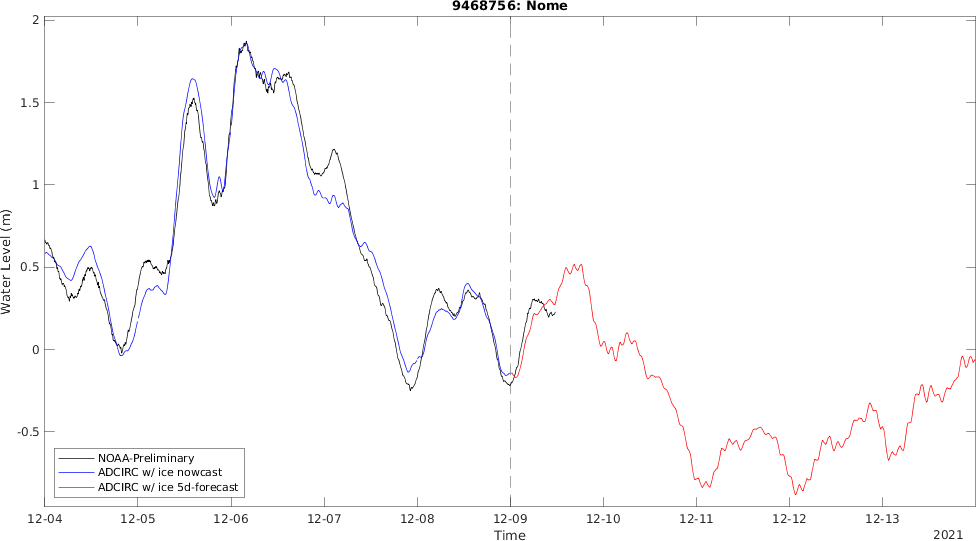 9468756: Nome
2
1.5
1
0.5
0
-0.5
Water Level (m)
NOAA-Preliminary
ADCIRC w/ ice nowcast
ADCIRC w/ ice 5d-forecast
12-04 12-05 12-06 12-07 12-08 12-09 12-10 12-11 12-12 12-13
Time
2021